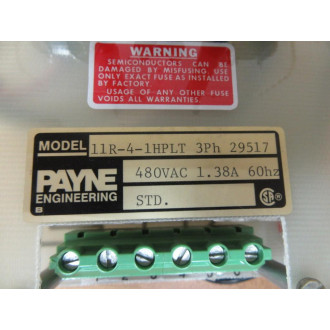 WARNING
SEMICONDUCTORS CAN BE
DAMAGED BY MISFUSING USE
ONLY EXACT FUSE AS INSTALLED
BY FACTORY.
USAGE OF ANY OTHER FUSE
VOIDS ALL WARRANTIES.
MODEL 11R-4-1HPLT 3Ph 29517
PAYNE 480VAC 1.38A 60hz
ENGINEERING STD.